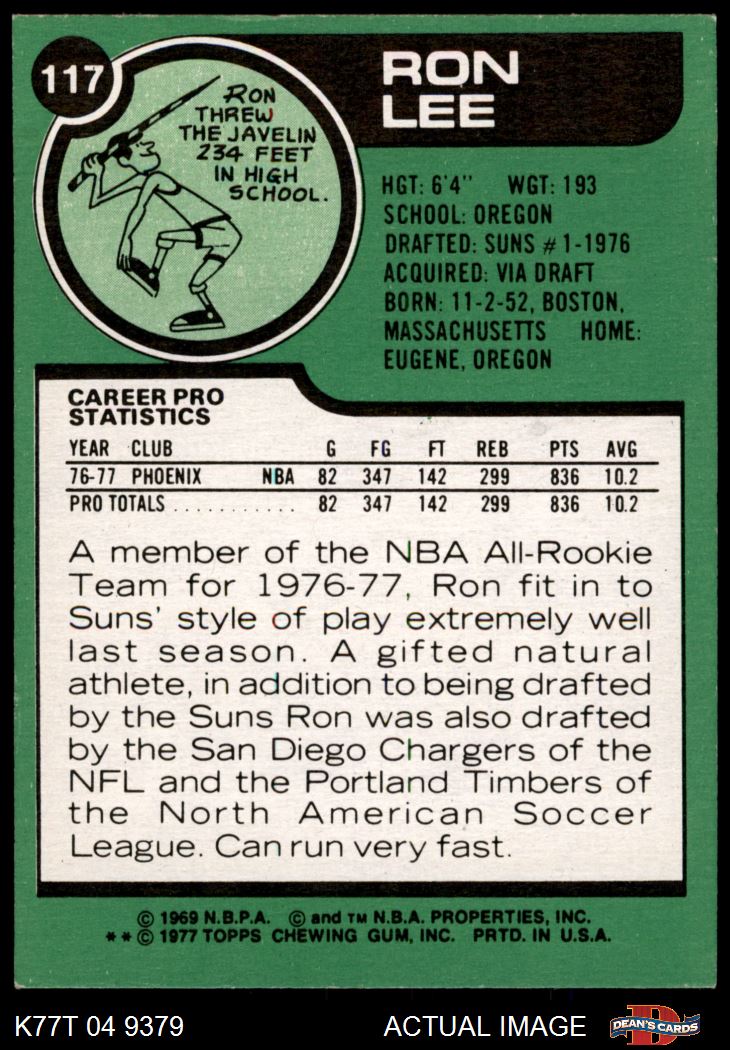 117
RON
THREW
THE JAVELIN
234 FEET
IN HIGH
SCHOOL.
RON
LEE
HGT: 6'4" WGT: 193
SCHOOL: OREGON
DRAFTED: SUNS #1-1976
ACQUIRED: VIA DRAFT
BORN: 11-2-52, BOSTON,
MASSACHUSETTS HOME:
EUGENE, OREGON
CAREER PRO
STATISTICS
YEAR CLUB G FG FT REB PTS AVG
76-77 PHOENIX NBA 82 347 142 299 836 10.2
PRO TOTALS . . . . . . . . . . . 82 347 142 299 836 10.2
A member of the NBA All-Rookie
Team for 1976-77, Ron fit in to
Suns' style of play extremely well
last season. A gifted natural
athlete, in addition to being drafted
by the Suns Ron was also drafted
by the San Diego Chargers of the
NFL and the Portland Timbers of
the North American Soccer
League. Can run very fast.
© 1969 N.B.P.A. © and TM N.B.A. PROPERTIES, INC.
**© 1977 TOPPS CHEWING GUM, INC. PRTD. IN U.S.A.
K77T 04 9379 ACTUAL IMAGE
DEAN'S CARDS